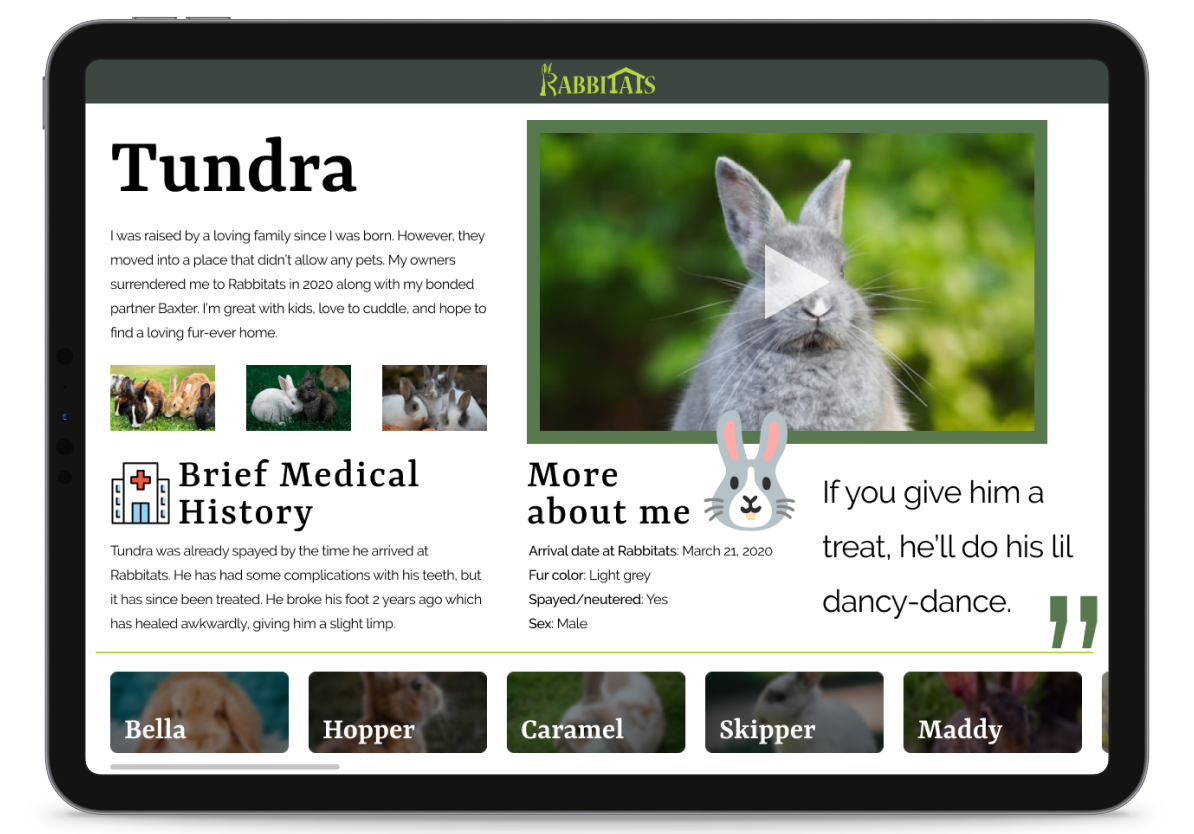 RABBITATS
Tundra
I was raised by a loving family since I was born. However, they
moved into a place that didn't allow any pets. My owners
surrendered me to Rabbitats in 2020 along with my bonded
partner Baxter. I'm great with kids, love to cuddle, and hope to
find a loving fur-ever home.
Brief Medical
History
Tundra was already spayed by the time he arrived at
Rabbitats. He has had some complications with his teeth, but
it has since been treated. He broke his foot 2 years ago which
has healed awkwardly, giving him a slight limp.
More
about me
Arrival date at Rabbitats: March 21, 2020
Fur color: Light grey
Spayed/neutered: Yes
Sex: Male
If you give him a
treat, he'll do his lil
dancy-dance.
”
Bella
Hopper
Caramel
Skipper
Maddy